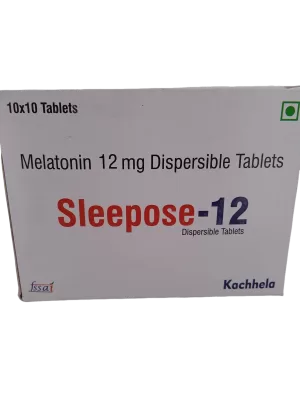 10x10 Tablets
Melatonin 12 mg Dispersible Tablets
Sleepose-12
Dispersible Tablets
fssai
Kachhela